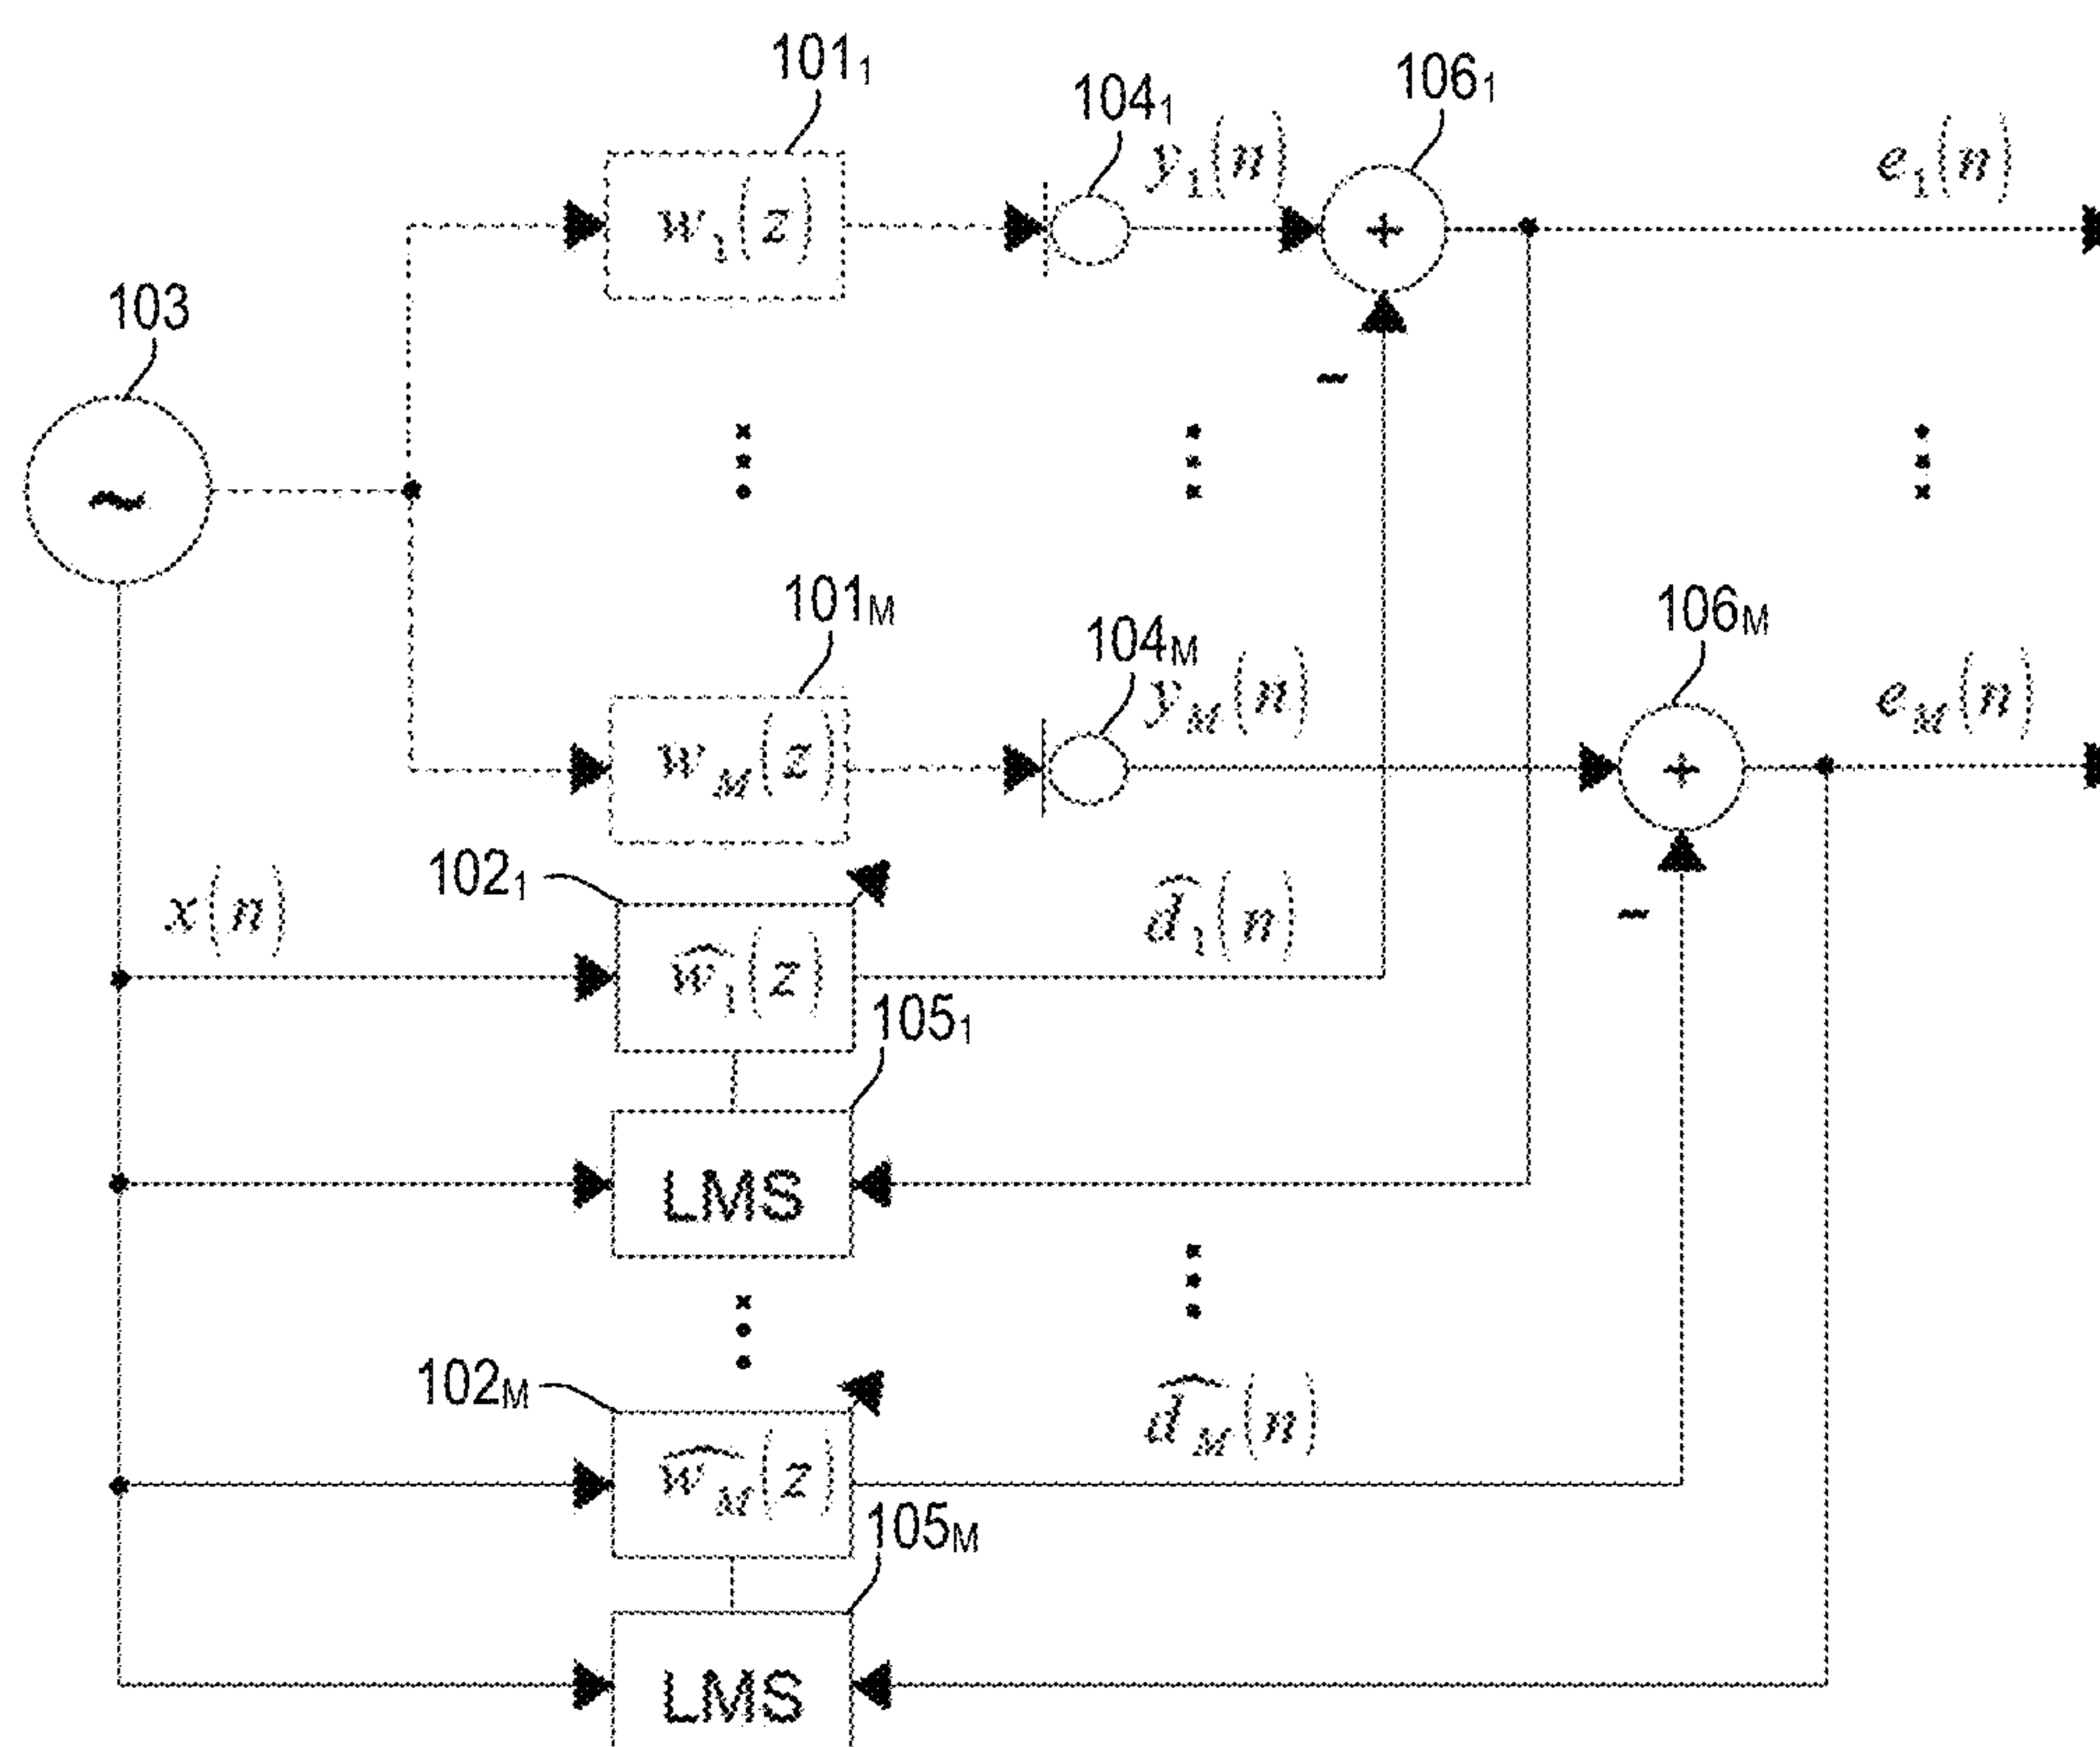 101₁
106₁
104₁
y₁(n)
e₁(n)
w₁(z)
+
103
-
~
101M
106M
104M
yM(n)
eM(n)
wM(z)
+
102₁
x(n)
d̂₁(n)
-
ŵ₁(z)
105₁
LMS
102M
d̂M(n)
ŵM(z)
105M
LMS